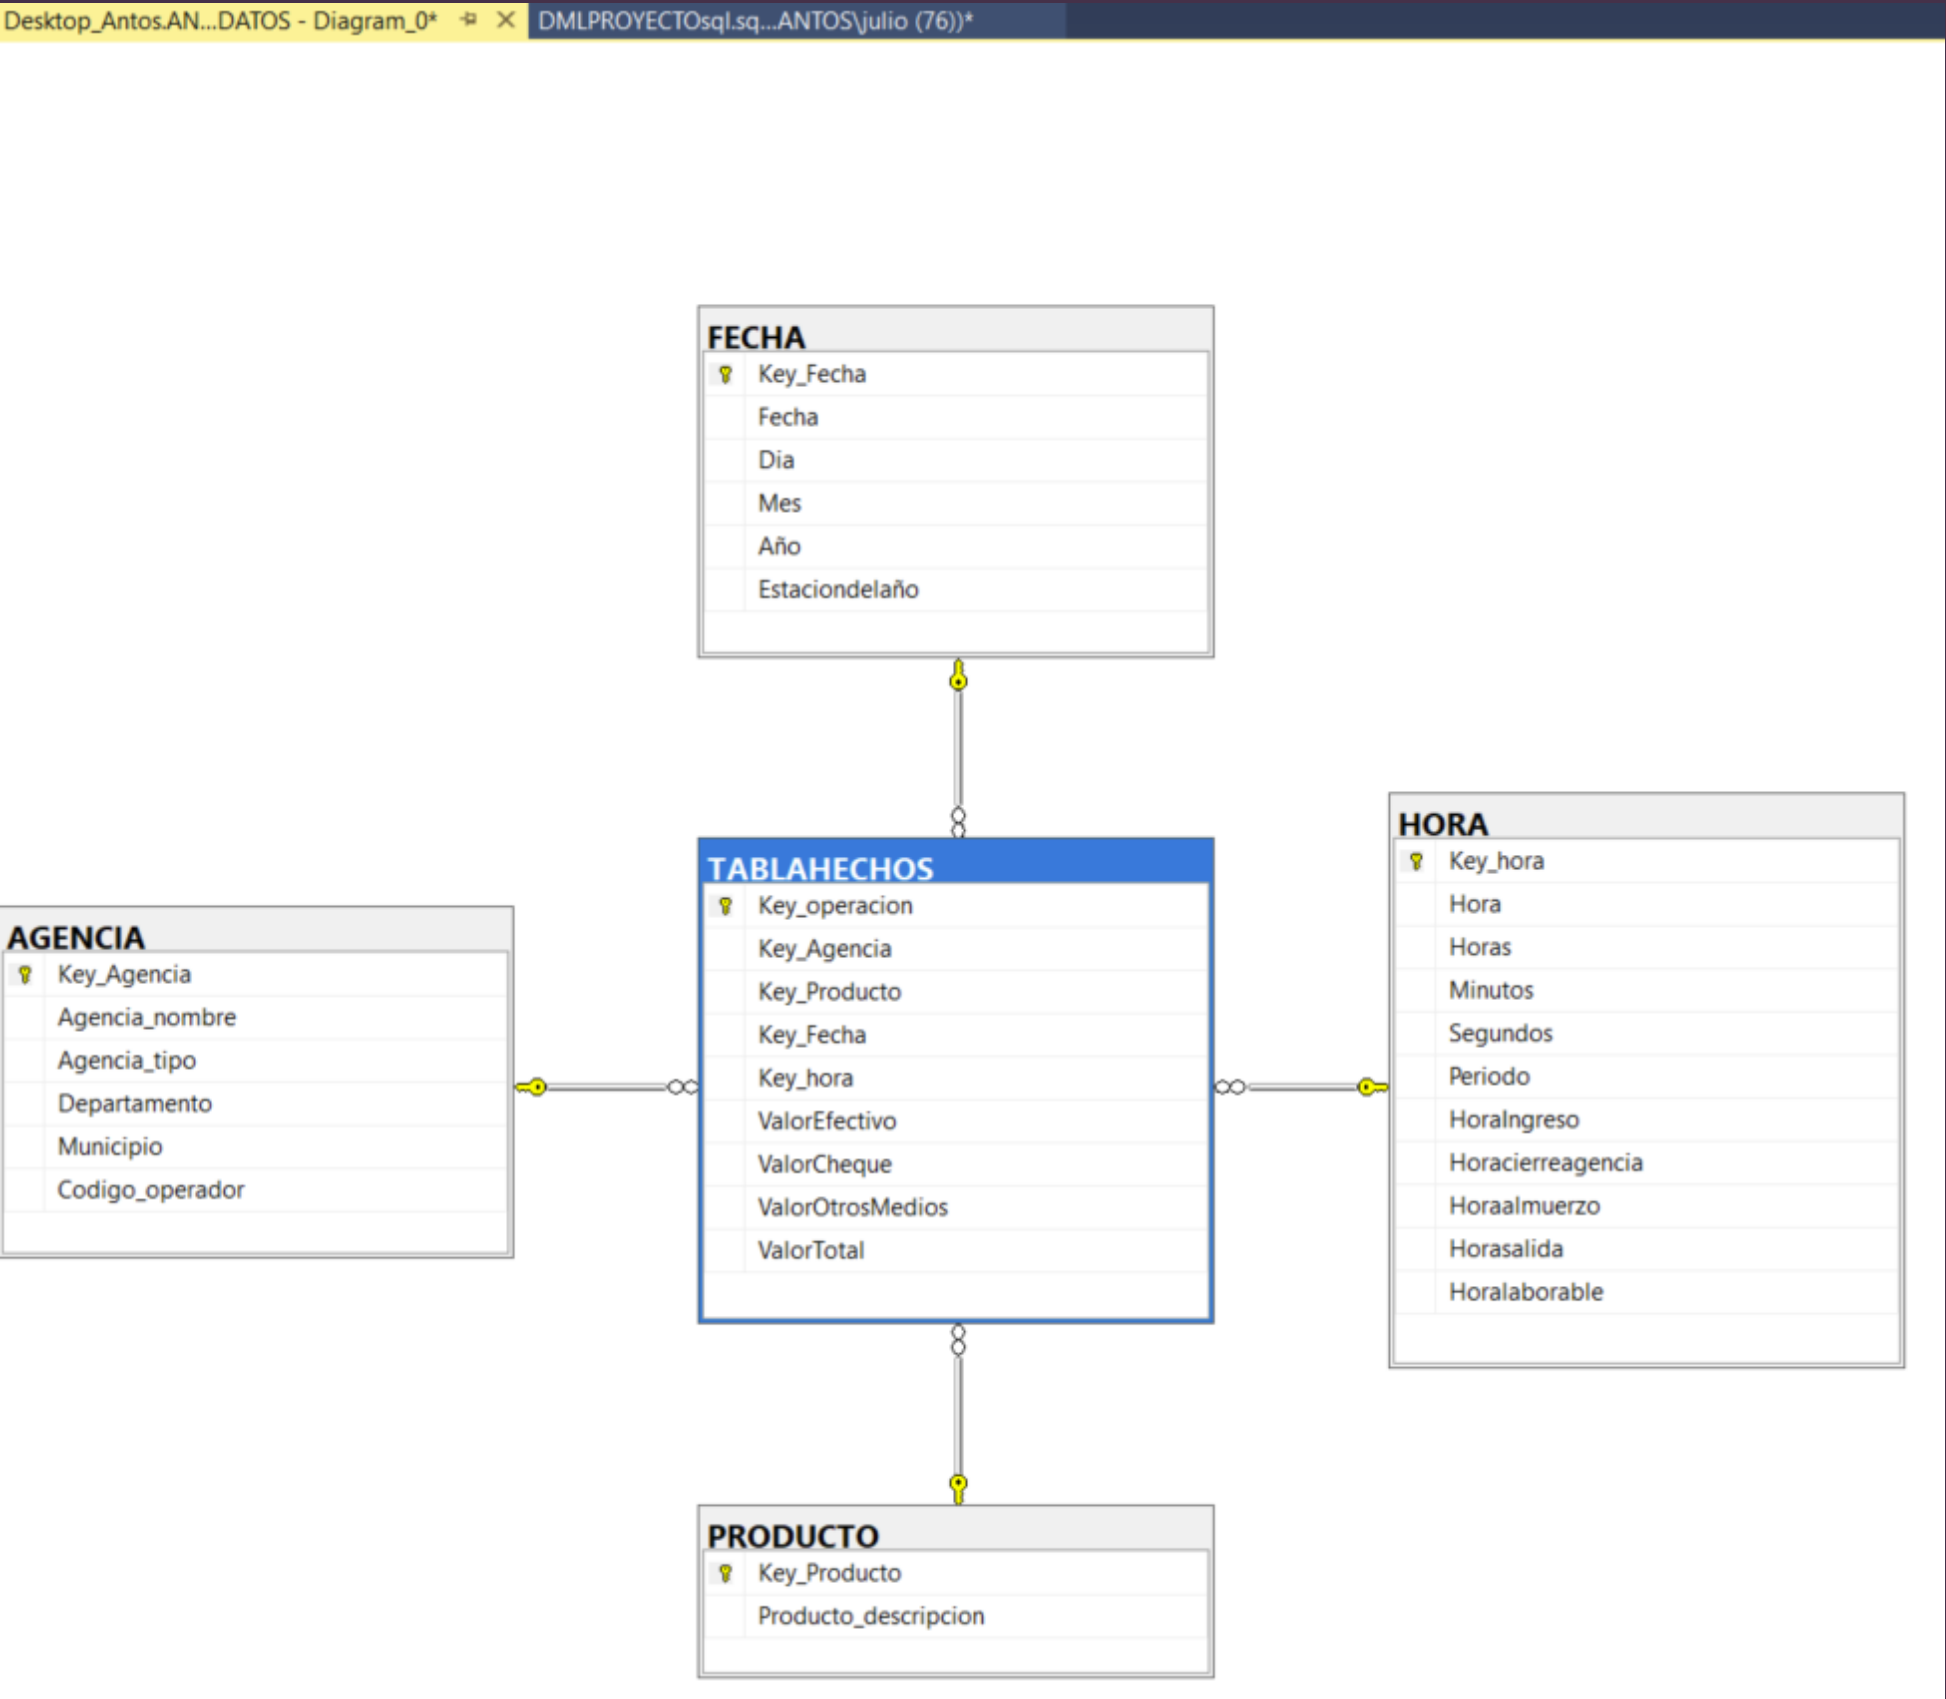 Desktop_Antos.AN...DATOS - Diagram_0*
DMLPROYECTOsql.sq...ANTOS\julio (76))*
FECHA
Key_Fecha
Fecha
Dia
Mes
Año
Estaciondelaño
TABLAHECHOS
Key_operacion
Key_Agencia
Key_Producto
Key_Fecha
Key_hora
ValorEfectivo
ValorCheque
ValorOtrosMedios
ValorTotal
HORA
Key_hora
Hora
Horas
Minutos
Segundos
Periodo
HoraIngreso
Horacierreagencia
Horaalmuerzo
Horasalida
Horalaborable
AGENCIA
Key_Agencia
Agencia_nombre
Agencia_tipo
Departamento
Municipio
Codigo_operador
PRODUCTO
Key_Producto
Producto_descripcion